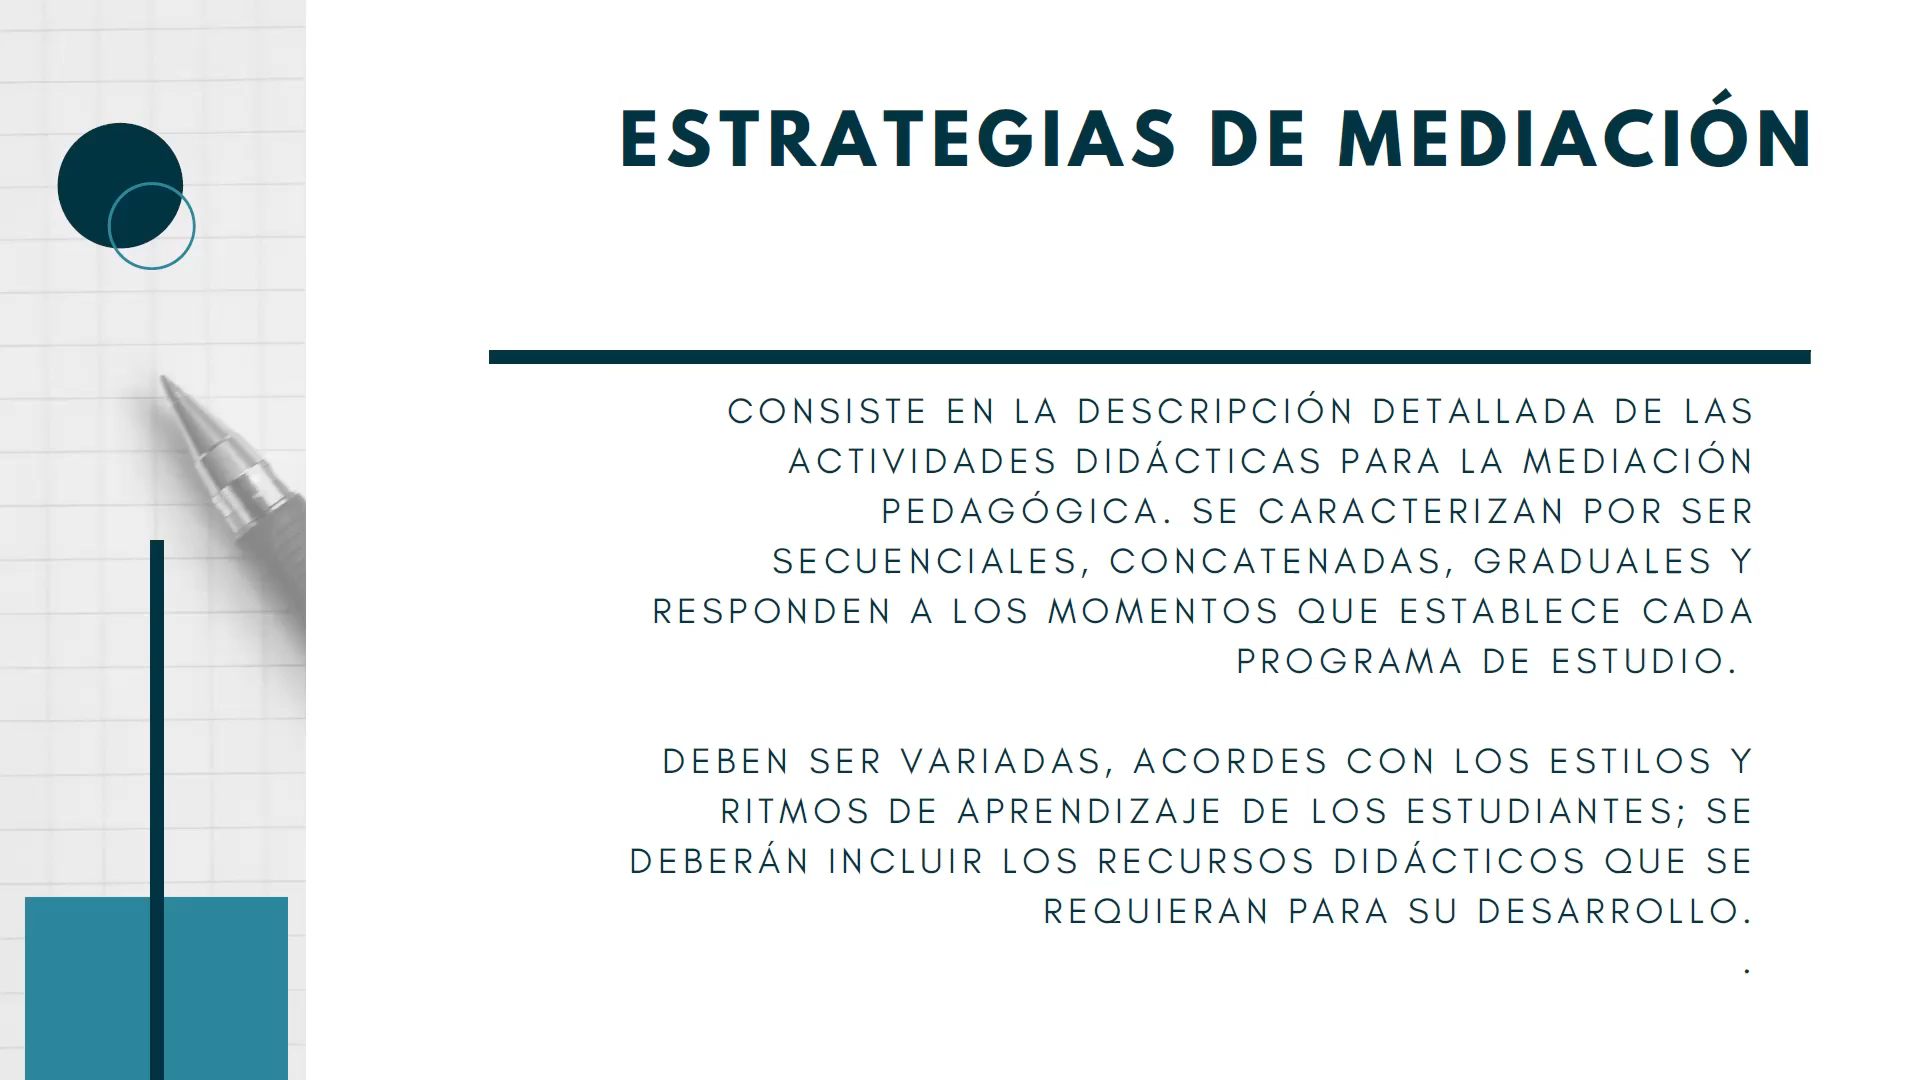 ESTRATEGIAS DE MEDIACIÓN
CONSISTE EN LA DESCRIPCIÓN DETALLADA DE LAS
ACTIVIDADES DIDÁCTICAS PARA LA MEDIACIÓN
PEDAGÓGICA. SE CARACTERIZAN POR SER
SECUENCIALES, CONCATENADAS, GRADUALES Y
RESPONDEN A LOS MOMENTOS QUE ESTABLECE CADA
PROGRAMA DE ESTUDIO.
DEBEN SER VARIADAS, ACORDES CON LOS ESTILOS Y
RITMOS DE APRENDIZAJE DE LOS ESTUDIANTES; SE
DEBERÁN INCLUIR LOS RECURSOS DIDÁCTICOS QUE SE
REQUIERAN PARA SU DESARROLLO.
.